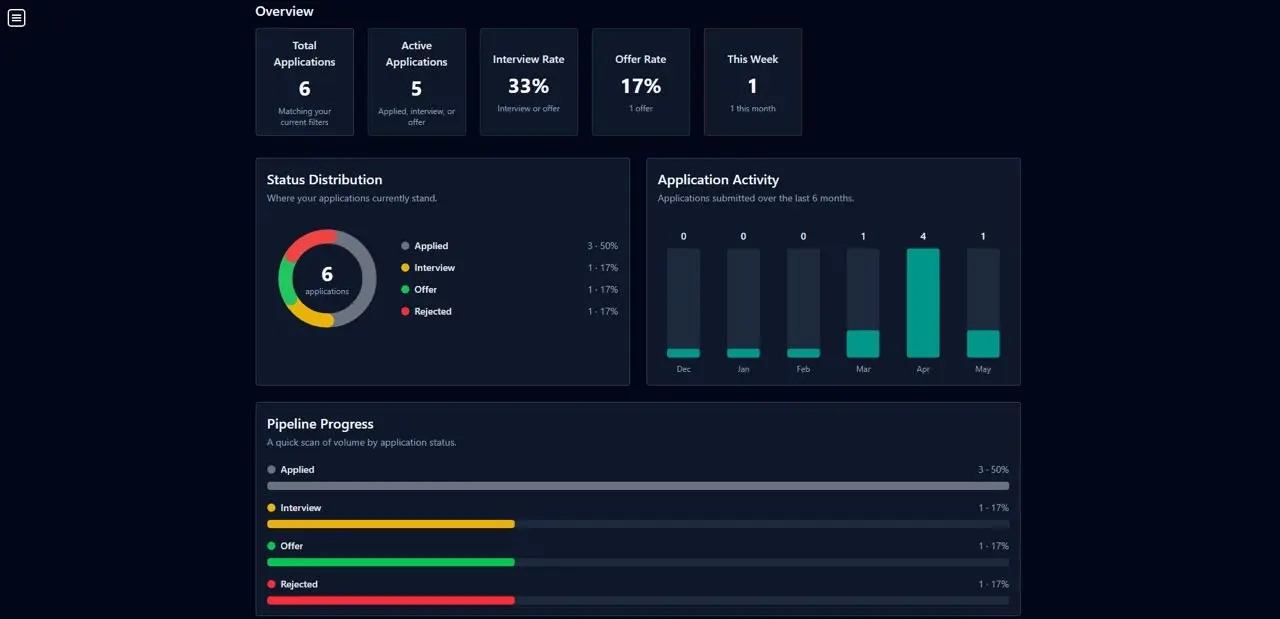 Overview
Total
Applications
6
Matching your
current filters
Active
Applications
5
Applied, interview, or
offer
Interview Rate
33%
Interview or offer
Offer Rate
17%
1 offer
This Week
1
1 this month
Status Distribution
Where your applications currently stand.
6
applications
Applied 3 - 50%
Interview 1 - 17%
Offer 1 - 17%
Rejected 1 - 17%
Application Activity
Applications submitted over the last 6 months.
0 0 0 1 4 1
Dec Jan Feb Mar Apr May
Pipeline Progress
A quick scan of volume by application status.
Applied 3 - 50%
Interview 1 - 17%
Offer 1 - 17%
Rejected 1 - 17%